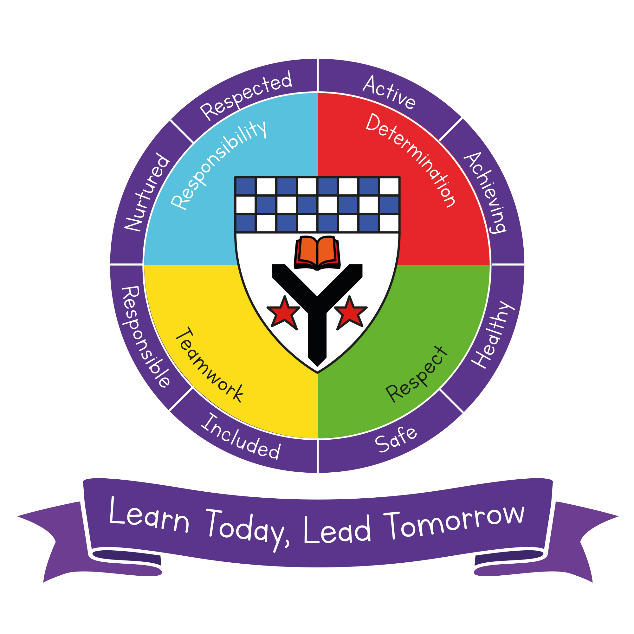 Respected
Active
Nurtured
Responsibility
Determination
Achieving
Responsible
Teamwork
Respect
Healthy
Included
Safe
Learn Today, Lead Tomorrow